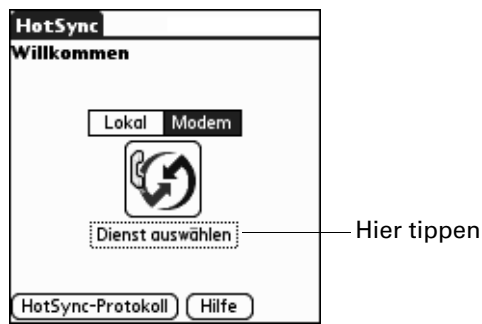 HotSync
Willkommen
Lokal Modem
Dienst auswählen
Hier tippen
HotSync-Protokoll Hilfe